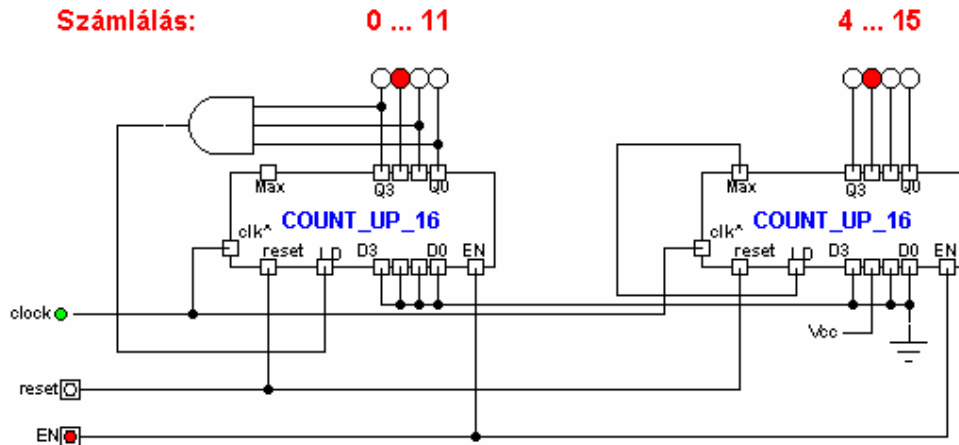 Számlálás: 0 ... 11 4 ... 15
Max Q3 Q0 Max Q3 Q0
COUNT_UP_16 COUNT_UP_16
clk^ clk^
reset LD D3 D0 EN reset LD D3 D0 EN
clock
Vcc
reset
EN